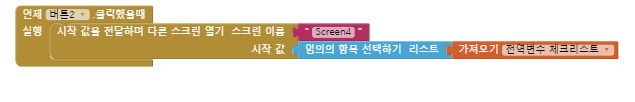 언제 버튼2 .클릭했을때
실행 시작 값을 전달하며 다른 스크린 열기 스크린 이름 " Screen4 "
시작 값 임의의 항목 선택하기 리스트 가져오기 전역변수 체크리스트